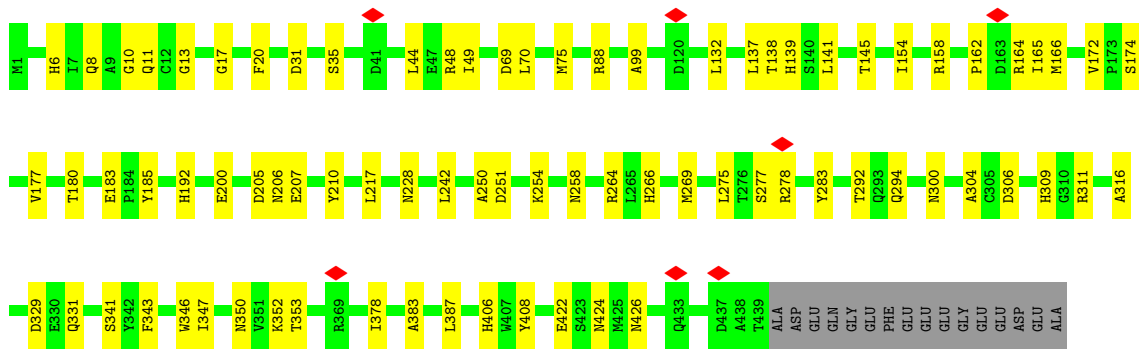 M1 H6 I7 Q8 A9 G10 Q11 C12 G13 G17 F20 D31 S35 D41 L44 E47 R48 I49 D69 L70 M75 R88 A99 D120 L132 L137 T138 H139 S140 L141 T145 I154 R158 P162 D163 R164 I165 M166 V172 P173 S174
V177 T180 E183 P184 Y185 H192 E200 D205 N206 E207 Y210 L217 N228 L242 A250 D251 K254 N258 R264 L265 H266 M269 L275 T276 S277 R278 Y283 T292 Q293 Q294 N300 A304 C305 D306 H309 G310 R311 A316
D329 E330 Q331 S341 Y342 F343 W346 I347 N350 V351 K352 T353 R369 I378 A383 L387 H406 W407 Y408 E422 S423 N424 M425 N426 Q433 D437 A438 T439 ALA ASP GLU GLN GLY GLU PHE GLU GLU GLU GLY GLU GLU ASP GLU ALA